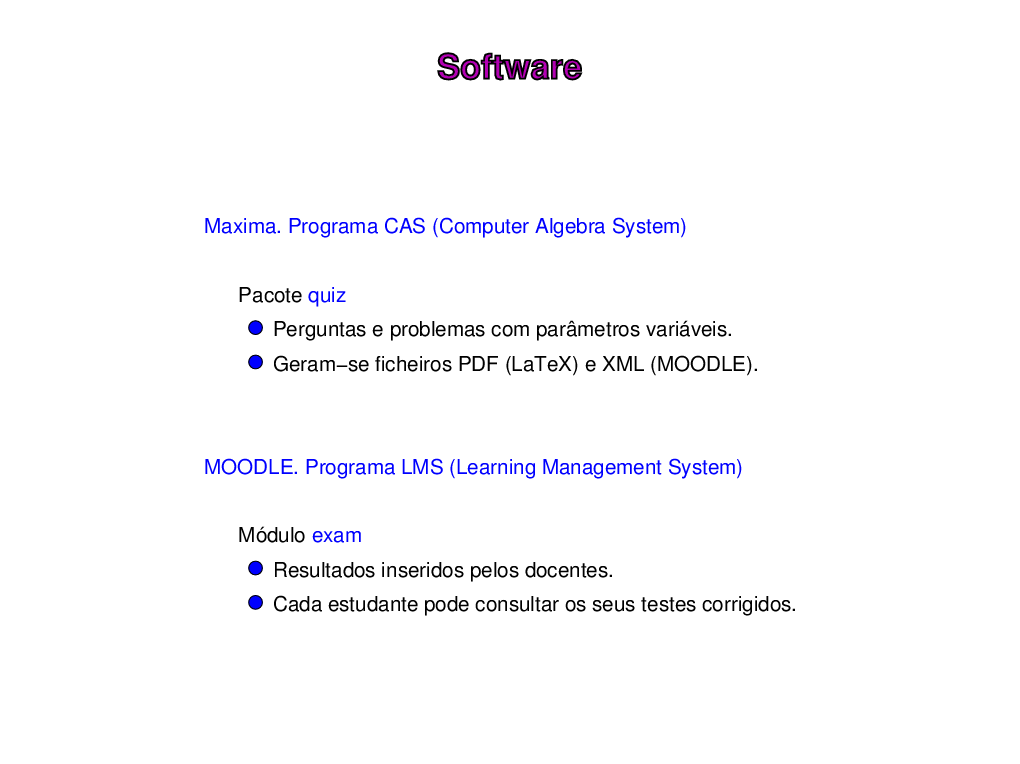 Software
Maxima. Programa CAS (Computer Algebra System)
Pacote quiz
Perguntas e problemas com parâmetros variáveis.
Geram−se ficheiros PDF (LaTeX) e XML (MOODLE).
MOODLE. Programa LMS (Learning Management System)
Módulo exam
Resultados inseridos pelos docentes.
Cada estudante pode consultar os seus testes corrigidos.